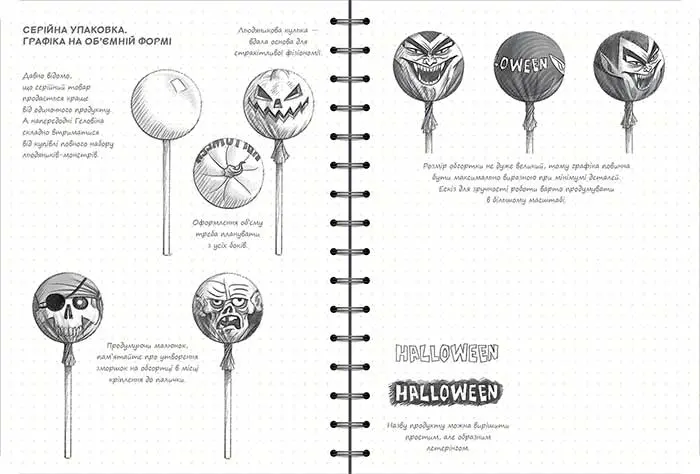 СЕРІЙНА УПАКОВКА.
ГРАФІКА НА ОБ'ЄМНІЙ ФОРМІ
Давно відомо,
що серійний товар
продається краще
від одиночного продукту.
А напередодні Геловіна
складно втриматися
від купівлі повного набору
льодяників-монстрів.
Льодяникова кулька —
вдала основа для
страхітливої фізіономії.
Оформлення об'єму
треба планувати
з усіх боків.
Продумуючи малюнок,
пам'ятайте про утворення
зморшок на обгортці в місці
кріплення до палички.
OWEEN
Розмір обгортки не дуже великий, тому графіка повинна
бути максимально виразною при мінімумі деталей.
Ескіз для зручності роботи варто продумувати
в більшому масштабі.
HALLOWEEN
HALLOWEEN
Назву продукту можна вирішити
простим, але образним
летерінгом.